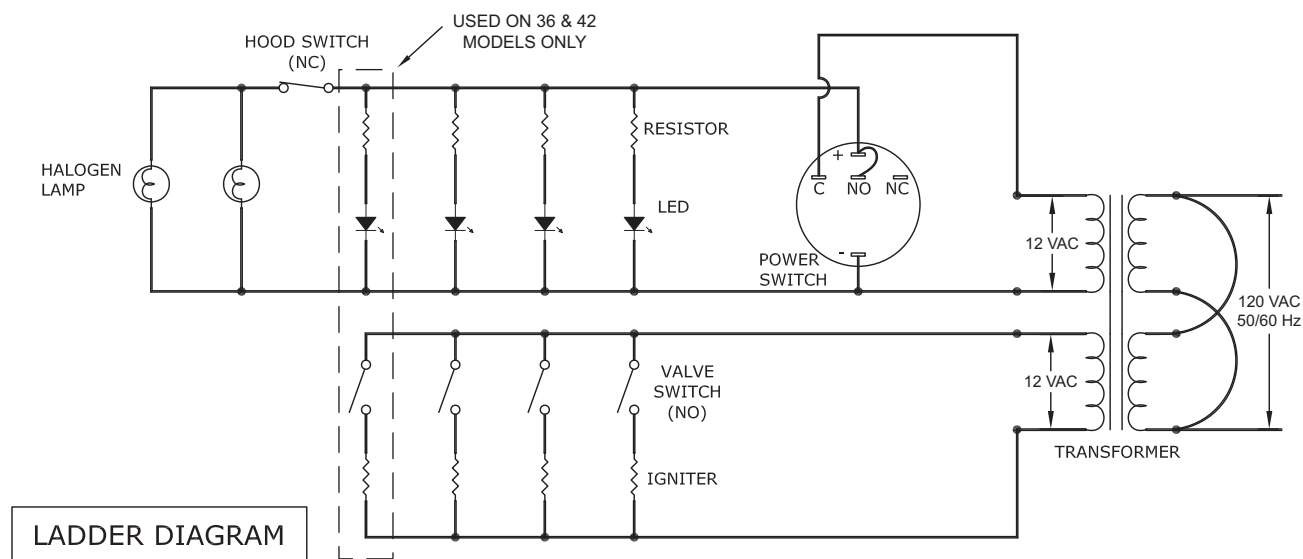 USED ON 36 & 42
MODELS ONLY
HOOD SWITCH
(NC)
HALOGEN
LAMP
RESISTOR
LED
+
C
NO
NC
-
POWER
SWITCH
12 VAC
120 VAC
50/60 Hz
VALVE
SWITCH
(NO)
12 VAC
TRANSFORMER
IGNITER
LADDER DIAGRAM